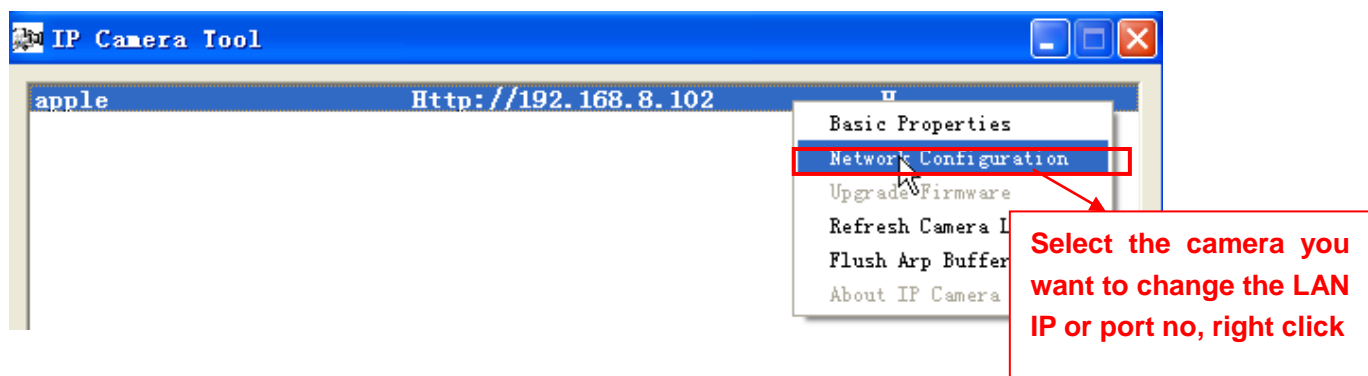 IP Camera Tool
apple Http://192.168.8.102
Basic Properties
Network Configuration
Upgrade Firmware
Refresh Camera L
Flush Arp Buffer
About IP Camera
Select the camera you
want to change the LAN
IP or port no, right click